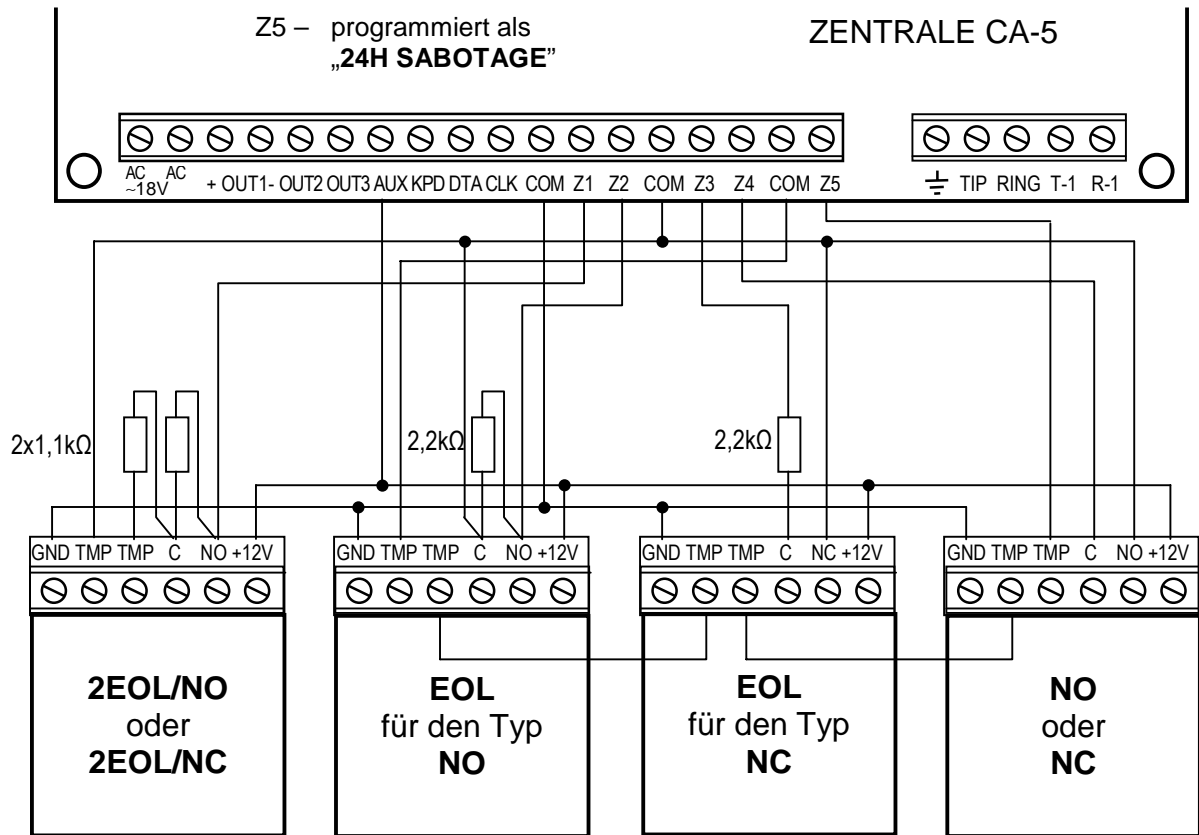 Z5 – programmiert als
„24H SABOTAGE”
ZENTRALE CA-5
AC AC
~18V
+ OUT1- OUT2 OUT3 AUX KPD DTA CLK COM Z1 Z2 COM Z3 Z4 COM Z5
TIP RING T-1 R-1
2x1,1kΩ
2,2kΩ
2,2kΩ
GND TMP TMP C NO +12V
GND TMP TMP C NO +12V
GND TMP TMP C NC +12V
GND TMP TMP C NO +12V
2EOL/NO
oder
2EOL/NC
EOL
für den Typ
NO
EOL
für den Typ
NC
NO
oder
NC